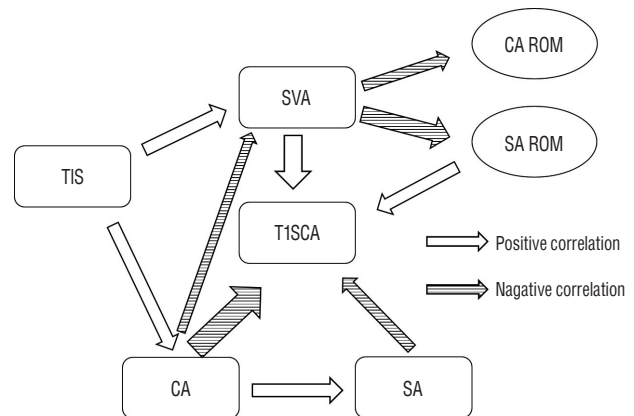 CA ROM
SVA
SA ROM
TIS
T1SCA
Positive correlation
Nagative correlation
CA
SA